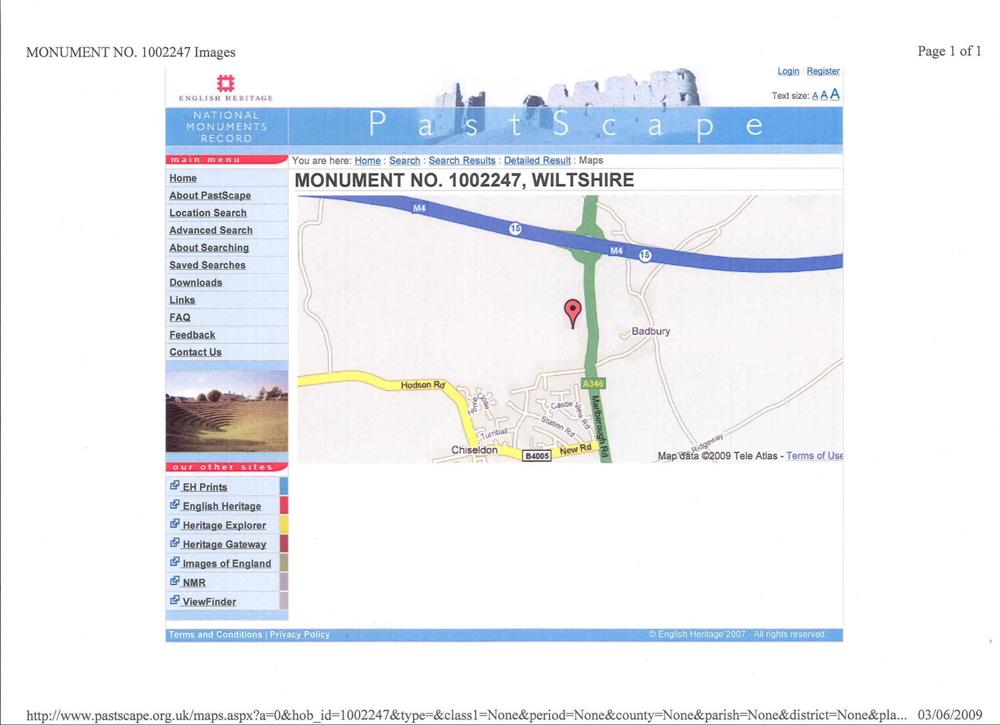 MONUMENT NO. 1002247 Images
Page 1 of 1
Login Register
ENGLISH HERITAGE
Text size: A A A
NATIONAL
MONUMENTS
RECORD
PastScape
main menu
You are here: Home : Search : Search Results : Detailed Result : Maps
Home
About PastScape
Location Search
Advanced Search
About Searching
Saved Searches
Downloads
Links
FAQ
Feedback
Contact Us
MONUMENT NO. 1002247, WILTSHIRE
M4
15
M4
15
Badbury
A346
Hodson Rd
Home
Close
Castle View Rd
Station Rd
Marlborough Rd
Turnball
Chiseldon
B4005
New Rd
The Ridgeway
Map data ©2009 Tele Atlas - Terms of Use
our other sites
EH Prints
English Heritage
Heritage Explorer
Heritage Gateway
Images of England
NMR
ViewFinder
Terms and Conditions | Privacy Policy
© English Heritage 2007 - All rights reserved.
http://www.pastscape.org.uk/maps.aspx?a=0&hob_id=1002247&type=&class1=None&period=None&county=None&parish=None&district=None&pla...
03/06/2009